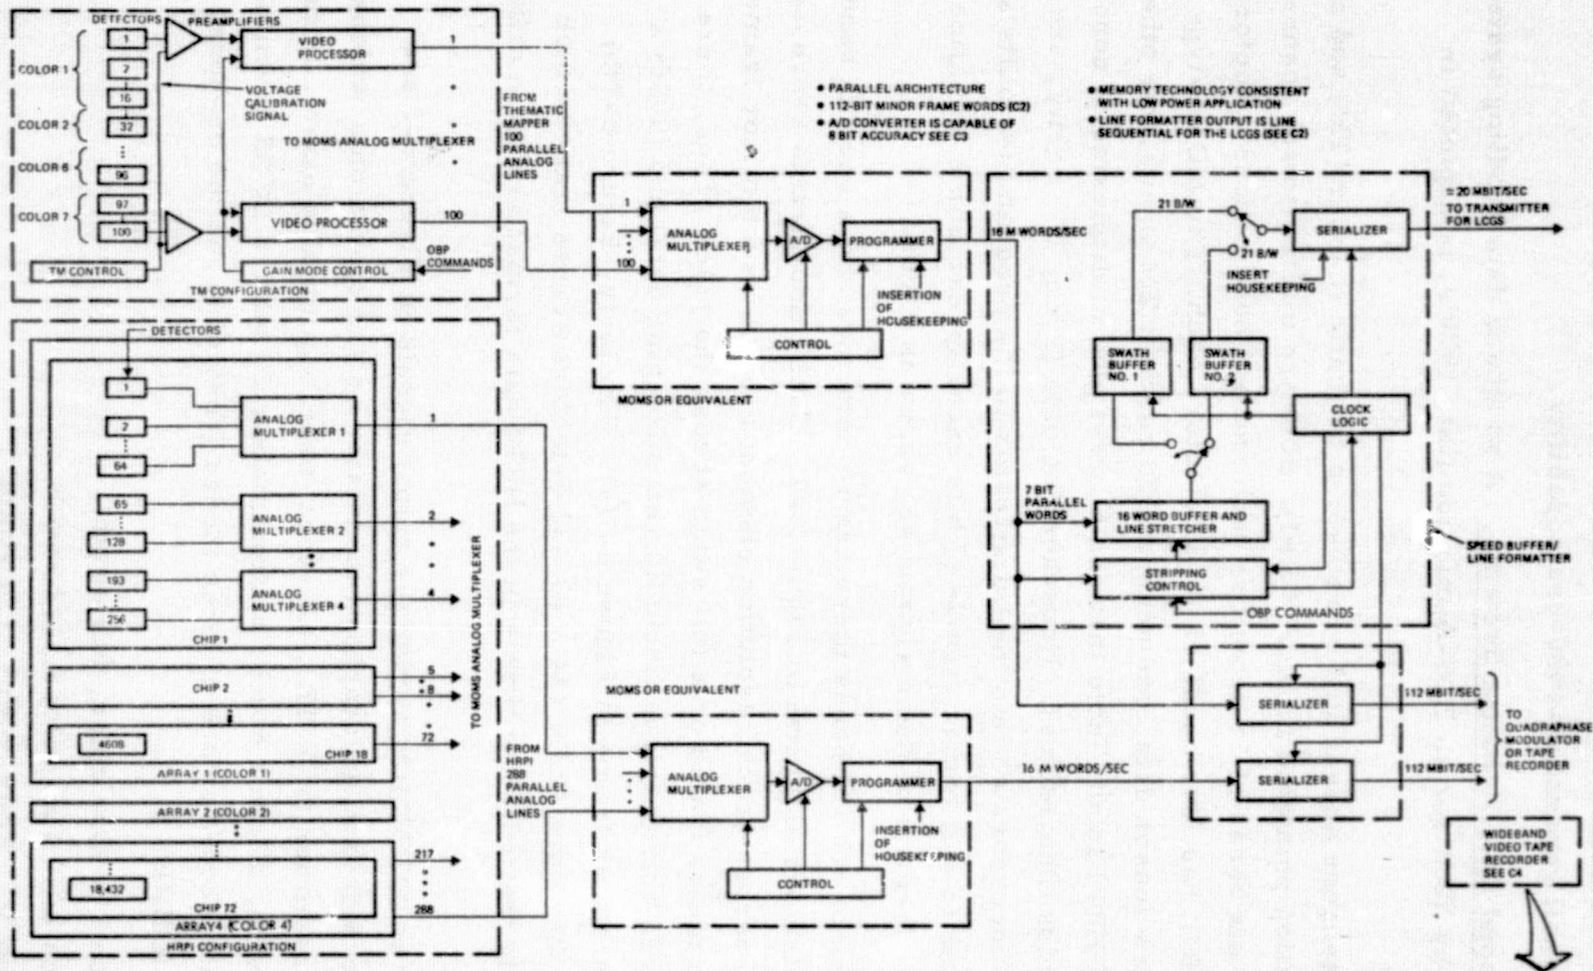 DETECTORS
PREAMPLIFIERS
COLOR 1
1
2
16
COLOR 2
32
COLOR 6
96
COLOR 7
97
100
VIDEO
PROCESSOR
1
VOLTAGE
CALIBRATION
SIGNAL
TO MOMS ANALOG MULTIPLEXER
VIDEO PROCESSOR
100
TM CONTROL
GAIN MODE CONTROL
OBP
COMMANDS
TM CONFIGURATION
FROM
THEMATIC
MAPPER
100
PARALLEL
ANALOG
LINES
• PARALLEL ARCHITECTURE
• 112-BIT MINOR FRAME WORDS (C2)
• A/D CONVERTER IS CAPABLE OF
8 BIT ACCURACY SEE C3
• MEMORY TECHNOLOGY CONSISTENT
WITH LOW POWER APPLICATION
• LINE FORMATTER OUTPUT IS LINE
SEQUENTIAL FOR THE LCGS (SEE C2)
1
100
ANALOG
MULTIPLEXER
A/D
PROGRAMMER
INSERTION
OF
HOUSEKEEPING
CONTROL
MOMS OR EQUIVALENT
16 M WORDS/SEC
21 B/W
21 B/W
SERIALIZER
≈ 20 MBIT/SEC
TO TRANSMITTER
FOR LCGS
INSERT
HOUSEKEEPING
SWATH
BUFFER
NO. 1
SWATH
BUFFER
NO. 2
CLOCK
LOGIC
7 BIT
PARALLEL
WORDS
16 WORD BUFFER AND
LINE STRETCHER
STRIPPING
CONTROL
OBP COMMANDS
SPEED BUFFER/
LINE FORMATTER
DETECTORS
1
2
64
ANALOG
MULTIPLEXER 1
1
65
128
ANALOG
MULTIPLEXER 2
2
193
256
ANALOG
MULTIPLEXER 4
4
CHIP 1
CHIP 2
5
8
4608
CHIP 18
72
ARRAY 1 (COLOR 1)
TO MOMS ANALOG MULTIPLEXER
ARRAY 2 (COLOR 2)
18,432
CHIP 72
ARRAY4 (COLOR 4)
217
288
HRPI CONFIGURATION
FROM
HRPI
288
PARALLEL
ANALOG
LINES
MOMS OR EQUIVALENT
ANALOG
MULTIPLEXER
A/D
PROGRAMMER
INSERTION
OF
HOUSEKEEPING
CONTROL
16 M WORDS/SEC
SERIALIZER
112 MBIT/SEC
SERIALIZER
112 MBIT/SEC
TO
QUADRAPHASE
MODULATOR
OR TAPE
RECORDER
WIDEBAND
VIDEO TAPE
RECORDER
SEE C4